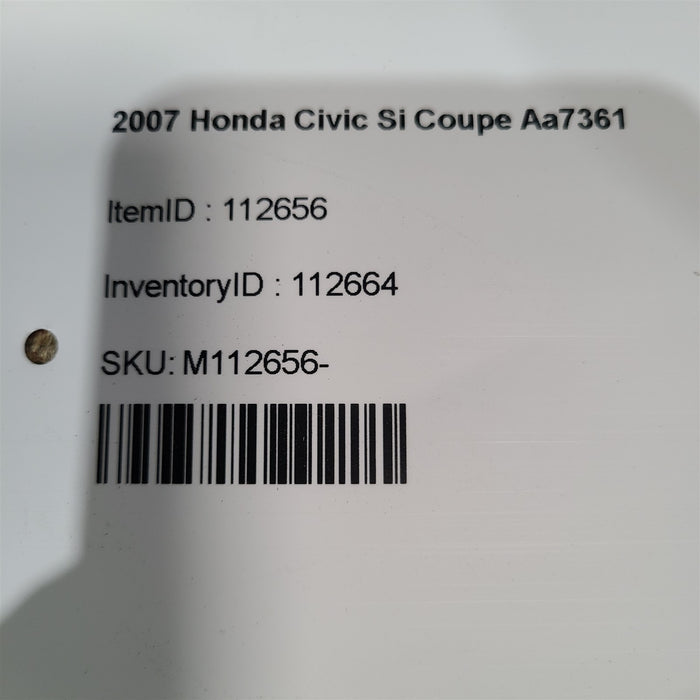 2007 Honda Civic Si Coupe Aa7361
ItemID : 112656
InventoryID : 112664
SKU: M112656-